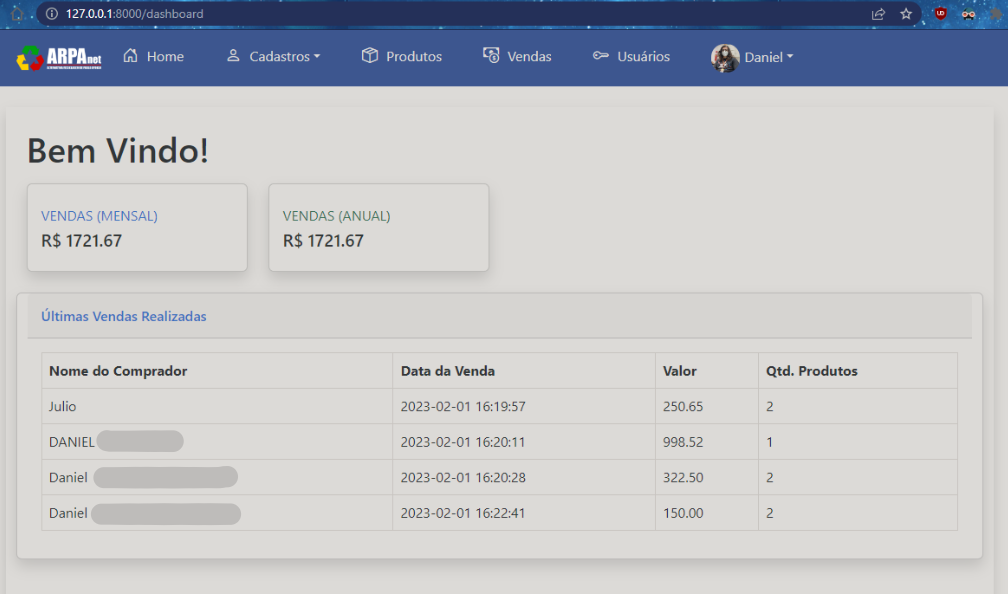 127.0.0.1:8000/dashboard
ARPAnet Home Cadastros Produtos Vendas Usuários Daniel
Bem Vindo!
VENDAS (MENSAL) VENDAS (ANUAL)
R$ 1721.67 R$ 1721.67
Últimas Vendas Realizadas
Nome do Comprador Data da Venda Valor Qtd. Produtos
Julio 2023-02-01 16:19:57 250.65 2
DANIEL 2023-02-01 16:20:11 998.52 1
Daniel 2023-02-01 16:20:28 322.50 2
Daniel 2023-02-01 16:22:41 150.00 2